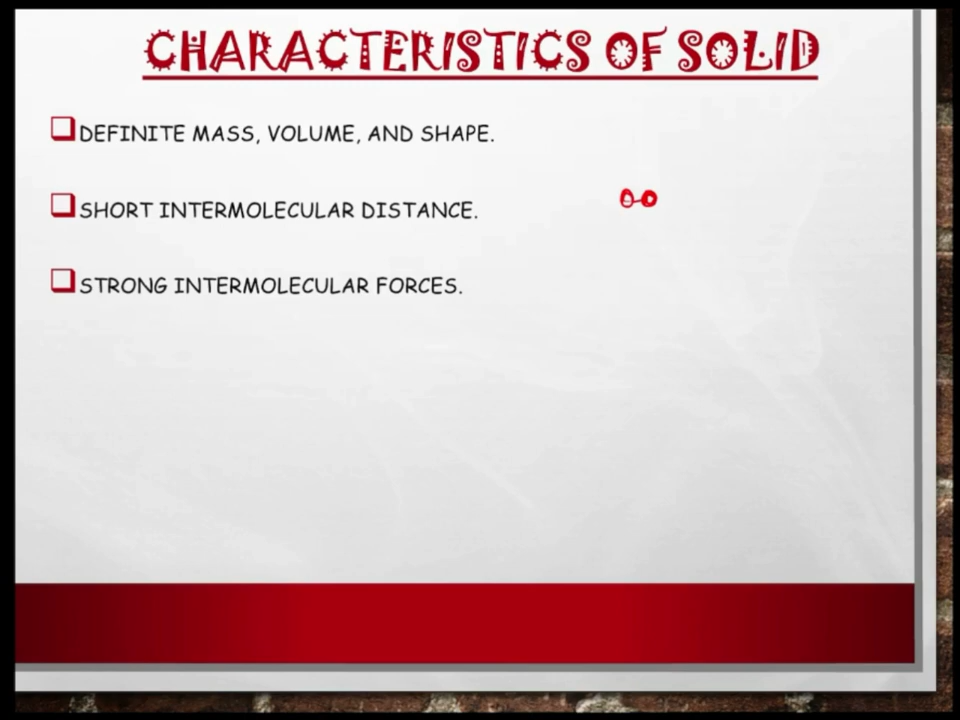 CHARACTERISTICS OF SOLID
DEFINITE MASS, VOLUME, AND SHAPE.
SHORT INTERMOLECULAR DISTANCE.
STRONG INTERMOLECULAR FORCES.